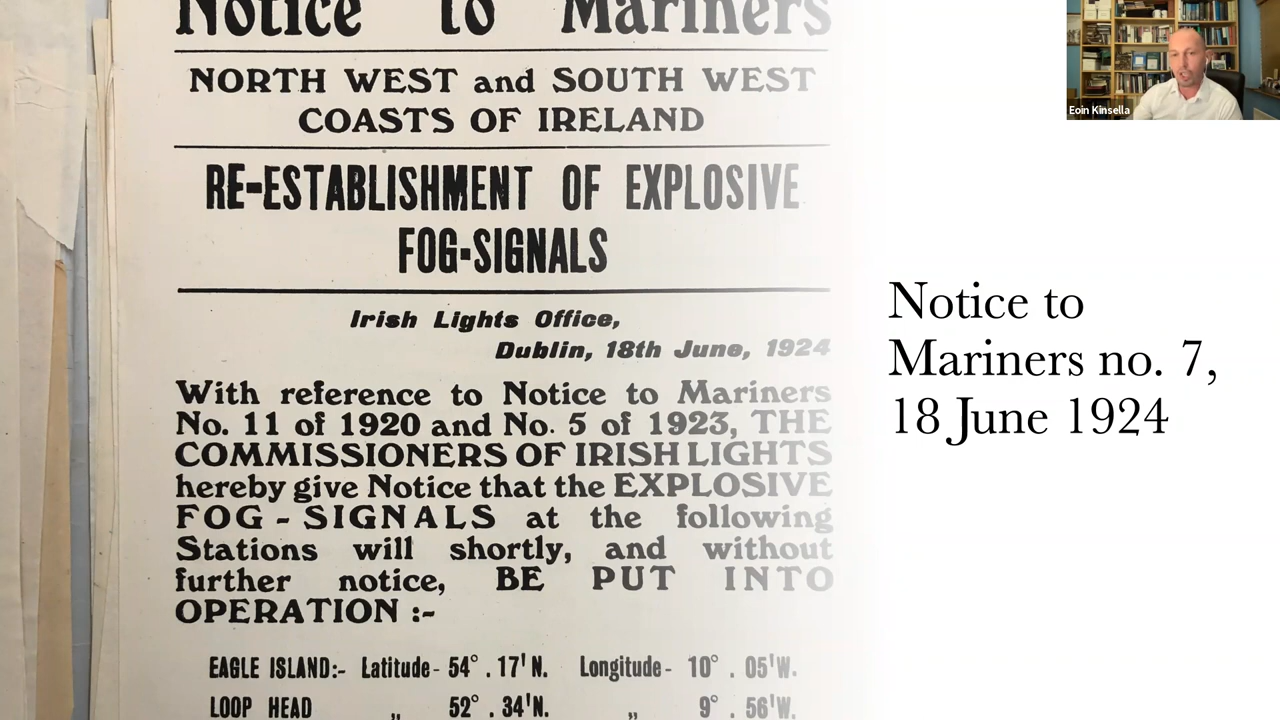 Notice to Mariners
NORTH WEST and SOUTH WEST
COASTS OF IRELAND
RE-ESTABLISHMENT OF EXPLOSIVE
FOG-SIGNALS
Irish Lights Office,
Dublin, 18th June, 1924
With reference to Notice to Mariners
No. 11 of 1920 and No. 5 of 1923, THE
COMMISSIONERS OF IRISH LIGHTS
hereby give Notice that the EXPLOSIVE
FOG - SIGNALS at the following
Stations will shortly, and without
further notice, BE PUT INTO
OPERATION :-
EAGLE ISLAND:- Latitude - 54° . 17' N. Longitude - 10° . 05'W.
LOOP HEAD „ 52° . 34'N. „ 9° . 56'W.
Notice to
Mariners no. 7,
18 June 1924
Eoin Kinsella